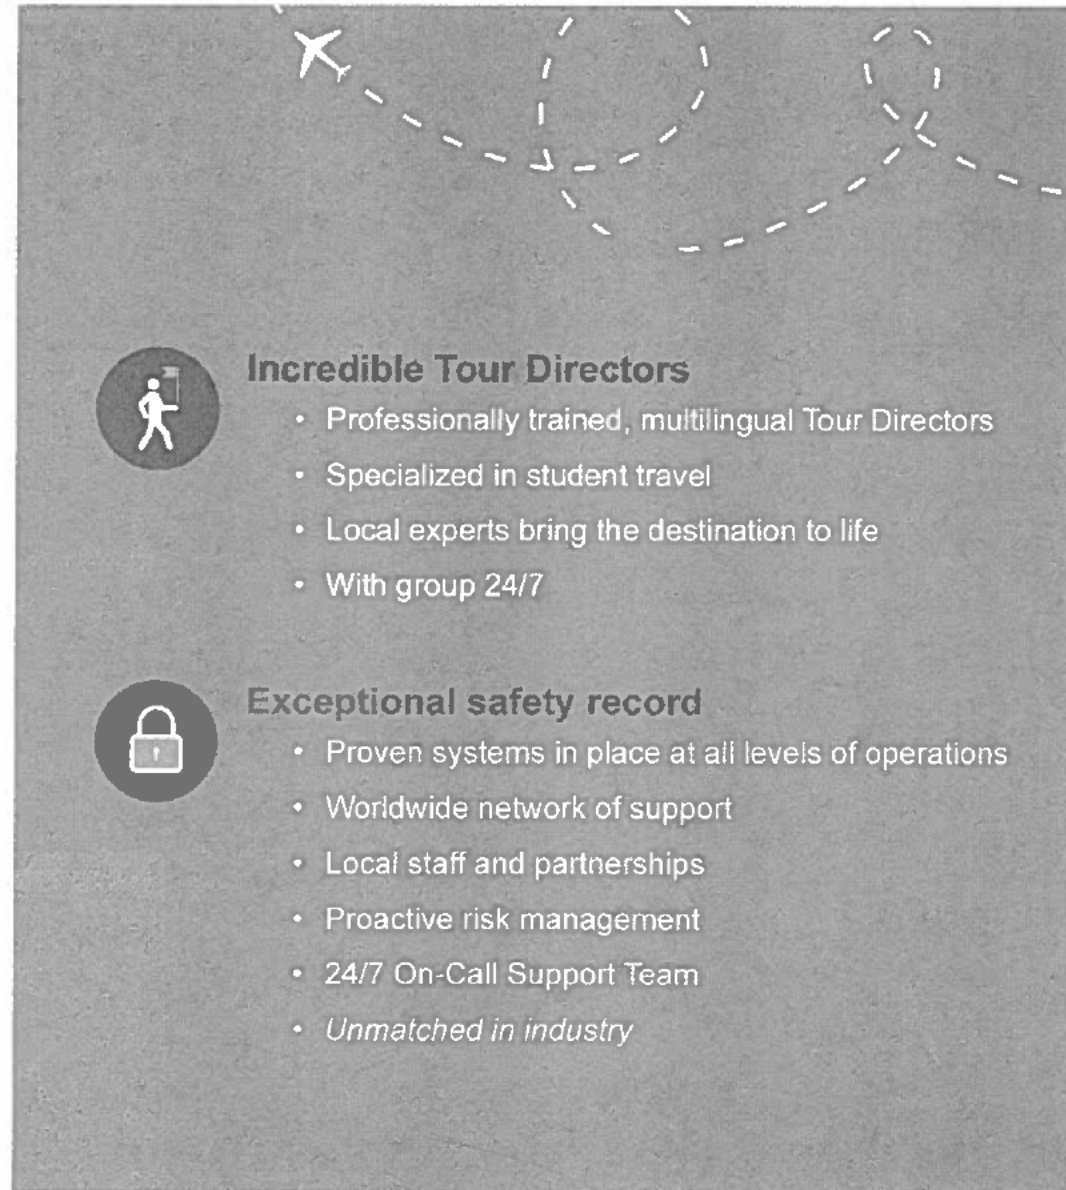 Incredible Tour Directors
• Professionally trained, multilingual Tour Directors
• Specialized in student travel
• Local experts bring the destination to life
• With group 24/7
Exceptional safety record
• Proven systems in place at all levels of operations
• Worldwide network of support
• Local staff and partnerships
• Proactive risk management
• 24/7 On-Call Support Team
• Unmatched in industry